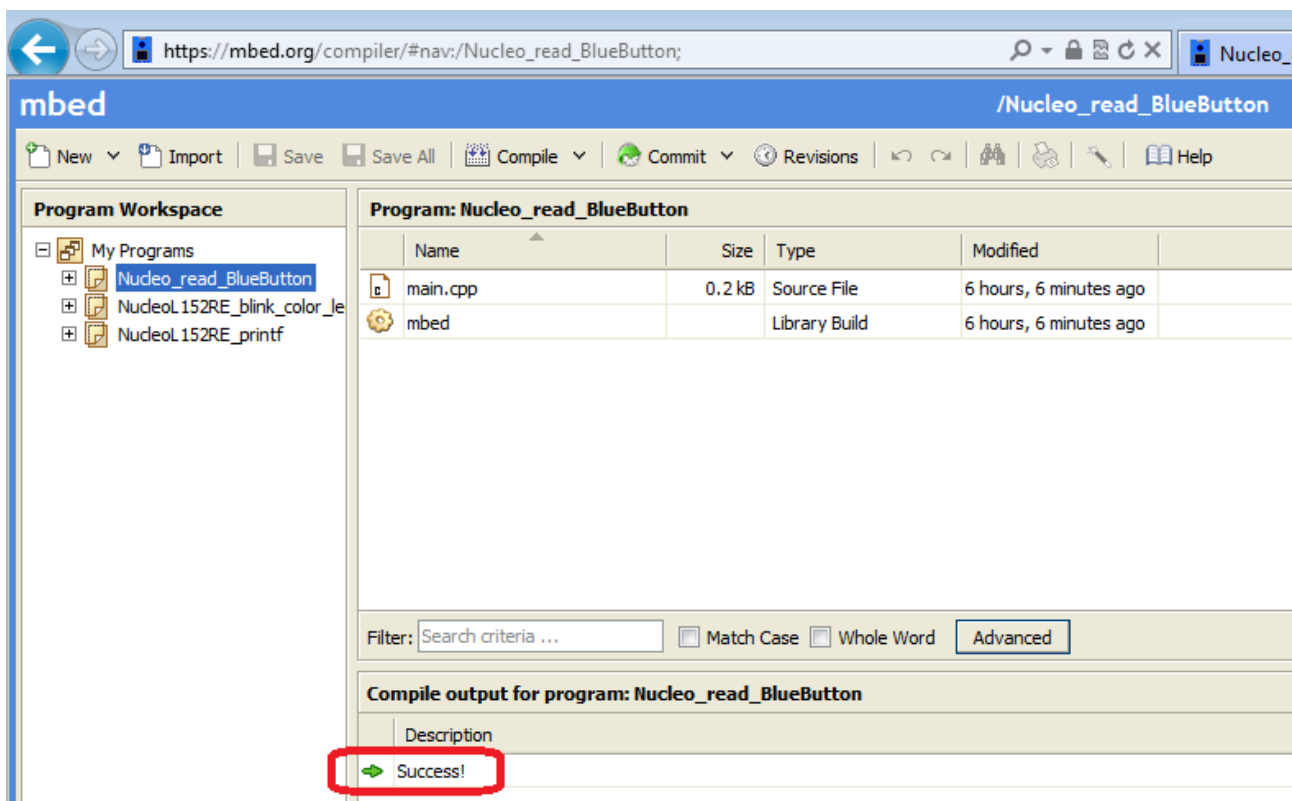 https://mbed.org/compiler/#nav:/Nucleo_read_BlueButton;
Nucleo_
mbed
/Nucleo_read_BlueButton
New Import Save Save All Compile Commit Revisions Help
Program Workspace
My Programs
Nucleo_read_BlueButton
NucleoL152RE_blink_color_le
NucleoL152RE_printf
Program: Nucleo_read_BlueButton
Name Size Type Modified
main.cpp 0.2 kB Source File 6 hours, 6 minutes ago
mbed Library Build 6 hours, 6 minutes ago
Filter: Search criteria ... Match Case Whole Word Advanced
Compile output for program: Nucleo_read_BlueButton
Description
Success!